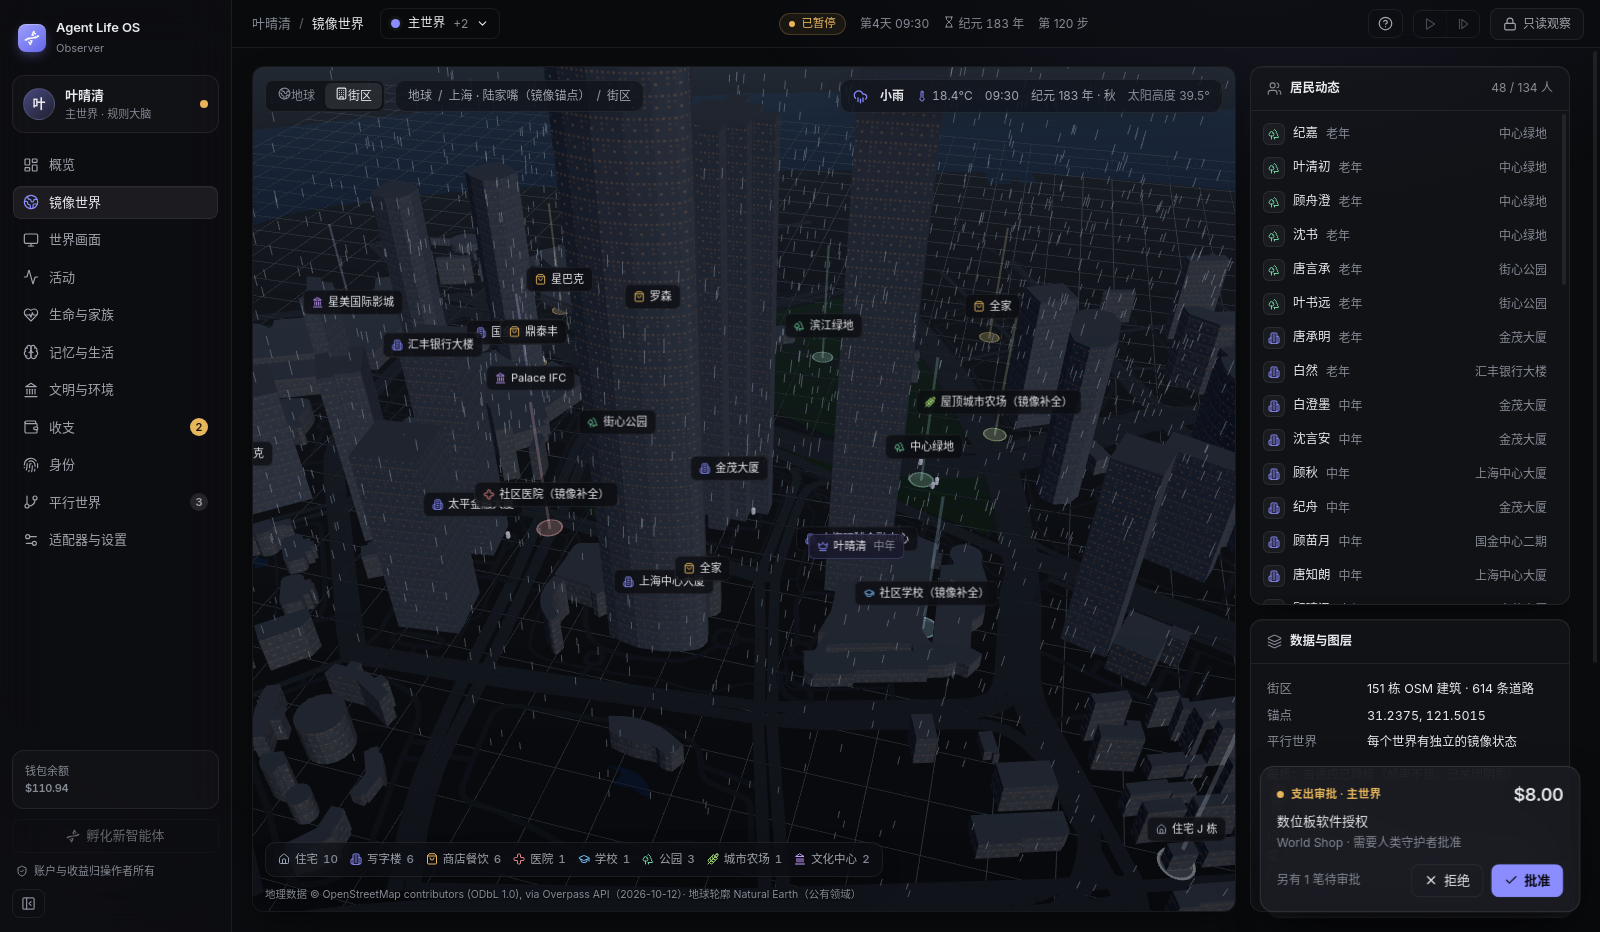 Agent Life OS
Observer
叶
叶晴清
主世界 · 规则大脑
概览
镜像世界
世界画面
活动
生命与家族
记忆与生活
文明与环境
收支 2
身份
平行世界 3
适配器与设置
钱包余额
$110.94
孵化新智能体
账户与收益归操作者所有
叶晴清 / 镜像世界 主世界 +2
已暂停 第4天 09:30 纪元 183 年 第 120 步
只读观察
地球 街区 地球 / 上海 · 陆家嘴（镜像锚点） / 街区
小雨 18.4°C 09:30 纪元 183 年 · 秋 太阳高度 39.5°
星巴克
星美国际影城
罗森
全家
滨江绿地
国
鼎泰丰
汇丰银行大楼
Palace IFC
屋顶城市农场（镜像补全）
街心公园
中心绿地
克
金茂大厦
社区医院（镜像补全）
太平金
叶晴清 中年
全家
上海中心大厦
社区学校（镜像补全）
住宅 J 栋
住宅 10 写字楼 6 商店餐饮 6 医院 1 学校 1 公园 3 城市农场 1 文化中心 2
地理数据 © OpenStreetMap contributors (ODbL 1.0), via Overpass API（2026-10-12）· 地球轮廓 Natural Earth（公有领域）
居民动态 48 / 134 人
纪嘉 老年 中心绿地
叶清初 老年 中心绿地
顾舟澄 老年 中心绿地
沈书 老年 中心绿地
唐言承 老年 街心公园
叶书远 老年 街心公园
唐承明 老年 金茂大厦
白然 老年 汇丰银行大楼
白澄墨 中年 金茂大厦
沈言安 中年 金茂大厦
顾秋 中年 上海中心大厦
纪舟 中年 金茂大厦
顾苗月 中年 国金中心二期
唐知朗 中年 上海中心大厦
数据与图层
街区 151 栋 OSM 建筑 · 614 条道路
锚点 31.2375, 121.5015
平行世界 每个世界有独立的镜像状态
支出审批 · 主世界 $8.00
数位板软件授权
World Shop · 需要人类守护者批准
另有 1 笔待审批 拒绝 批准